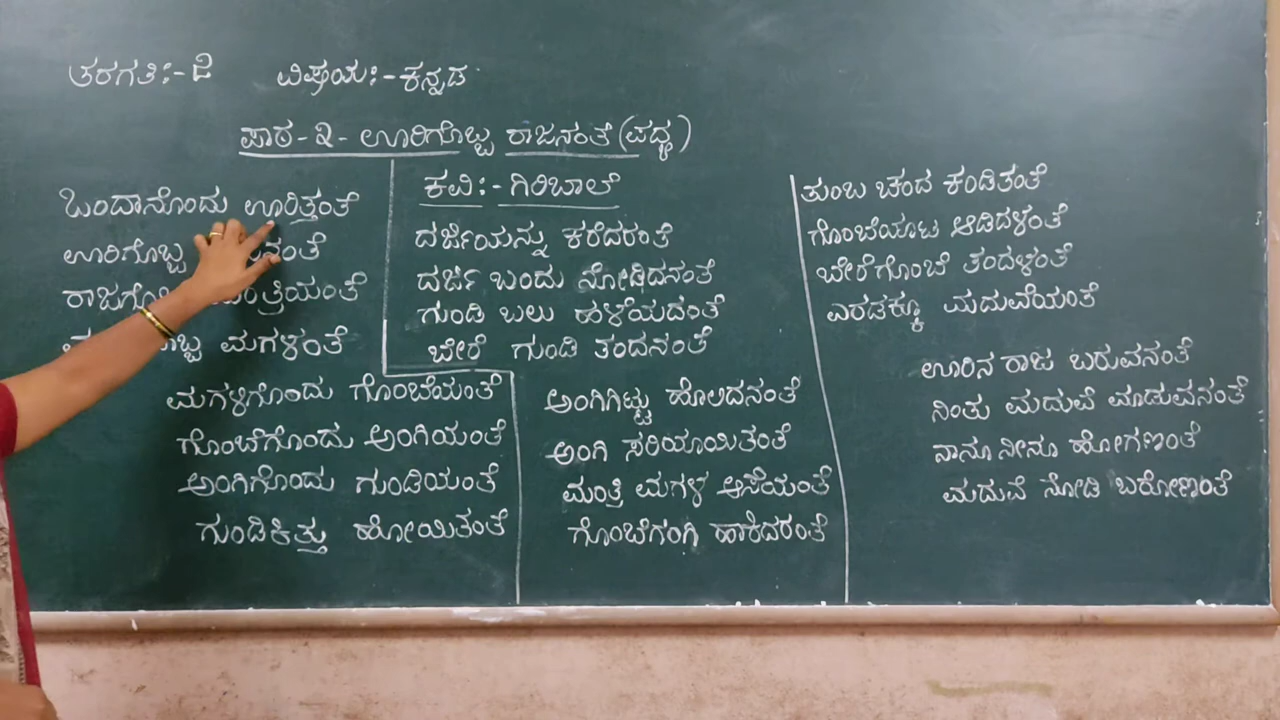 ತರಗತಿ:-೨ ವಿಷಯ:-ಕನ್ನಡ
ಪಾಠ-೩- ಊರಿಗೊಬ್ಬ ರಾಜನಂತೆ (ಪದ್ಯ)
ಒಂದಾನೊಂದು ಊರಿತ್ತಂತೆ
ಊರಿಗೊಬ್ಬ
ಮಂತ್ರಿಯಂತೆ
ಮಗಳಂತೆ
ಮಗಳಿಗೊಂದು ಗೊಂಬೆಯಂತೆ
ಗೊಂಬೆಗೊಂದು ಅಂಗಿಯಂತೆ
ಅಂಗಿಗೊಂದು ಗುಂಡಿಯಂತೆ
ಗುಂಡಿಕಿತ್ತು ಹೋಯಿತಂತೆ
ಕವಿ:- ಗಿರಿಬಾಲೆ
ದರ್ಜಿಯನ್ನು ಕರೆದರಂತೆ
ದರ್ಜಿ ಬಂದು ನೋಡಿದನಂತೆ
ಗುಂಡಿ ಬಲು ಹಳೆಯದಂತೆ
ಬೇರೆ ಗುಂಡಿ ತಂದನಂತೆ
ಅಂಗಿಗಿಟ್ಟು ಹೊಲದನಂತೆ
ಅಂಗಿ ಸರಿಯಾಯಿತಂತೆ
ಮಂತ್ರಿ ಮಗಳ ಆಸೆಯಂತೆ
ಗೊಂಬೆಗಂಗಿ ಹಾಕಿದರಂತೆ
ತುಂಬ ಚಂದ ಕಂಡಿತಂತೆ
ಗೊಂಬೆಯಾಟ ಆಡಿದಳಂತೆ
ಬೇರೆಗೊಂಬೆ ತಂದಳಂತೆ
ಎರಡಕ್ಕೂ ಮದುವೆಯಂತೆ
ಊರಿನ ರಾಜ ಬರುವನಂತೆ
ನಿಂತು ಮದುವೆ ಮಾಡುವನಂತೆ
ನಾನೂ ನೀನೂ ಹೋಗಣಂತೆ
ಮದುವೆ ನೋಡಿ ಬರೋಣಂತೆ